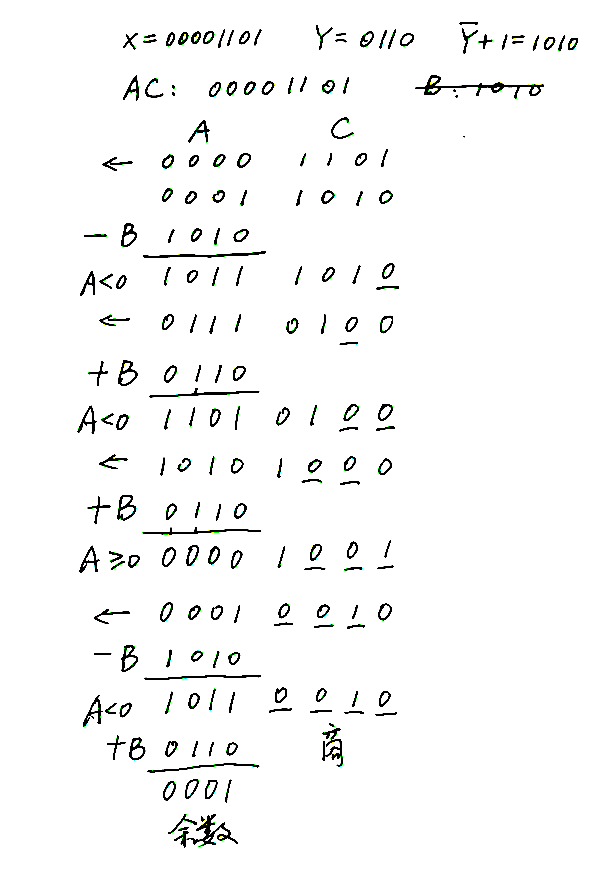 X=00001101 Y=0110 Ȳ+1=1010
AC: 00001101 B:1010
A C
← 0000 1101
0001 1010
-B 1010
A<0 1011 1010
← 0111 0100
+B 0110
A<0 1101 0100
← 1010 1000
+B 0110
A≥0 0000 1001
← 0001 0010
-B 1010
A<0 1011 0010
+B 0110 商
0001
余数